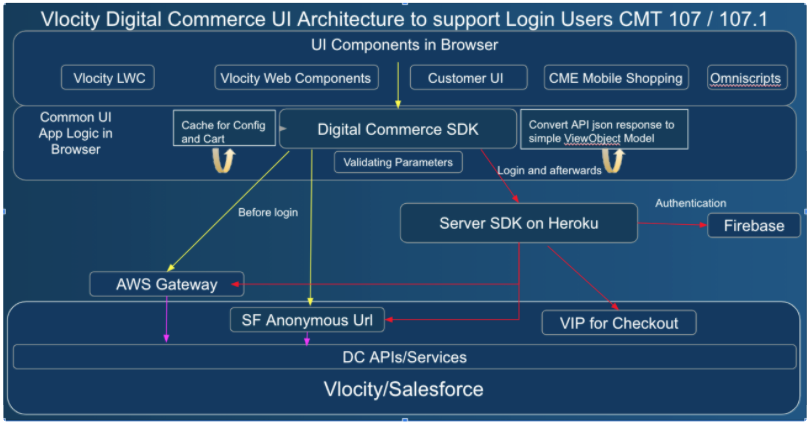 Vlocity Digital Commerce UI Architecture to support Login Users CMT 107 / 107.1
UI Components in Browser
Vlocity LWC
Vlocity Web Components
Customer UI
CME Mobile Shopping
Omniscripts
Common UI
App Logic in
Browser
Cache for Config
and Cart
Digital Commerce SDK
Convert API json response to
simple ViewObject Model
Validating Parameters
Login and afterwards
Before login
Server SDK on Heroku
Authentication
Firebase
AWS Gateway
SF Anonymous Url
VIP for Checkout
DC APIs/Services
Vlocity/Salesforce